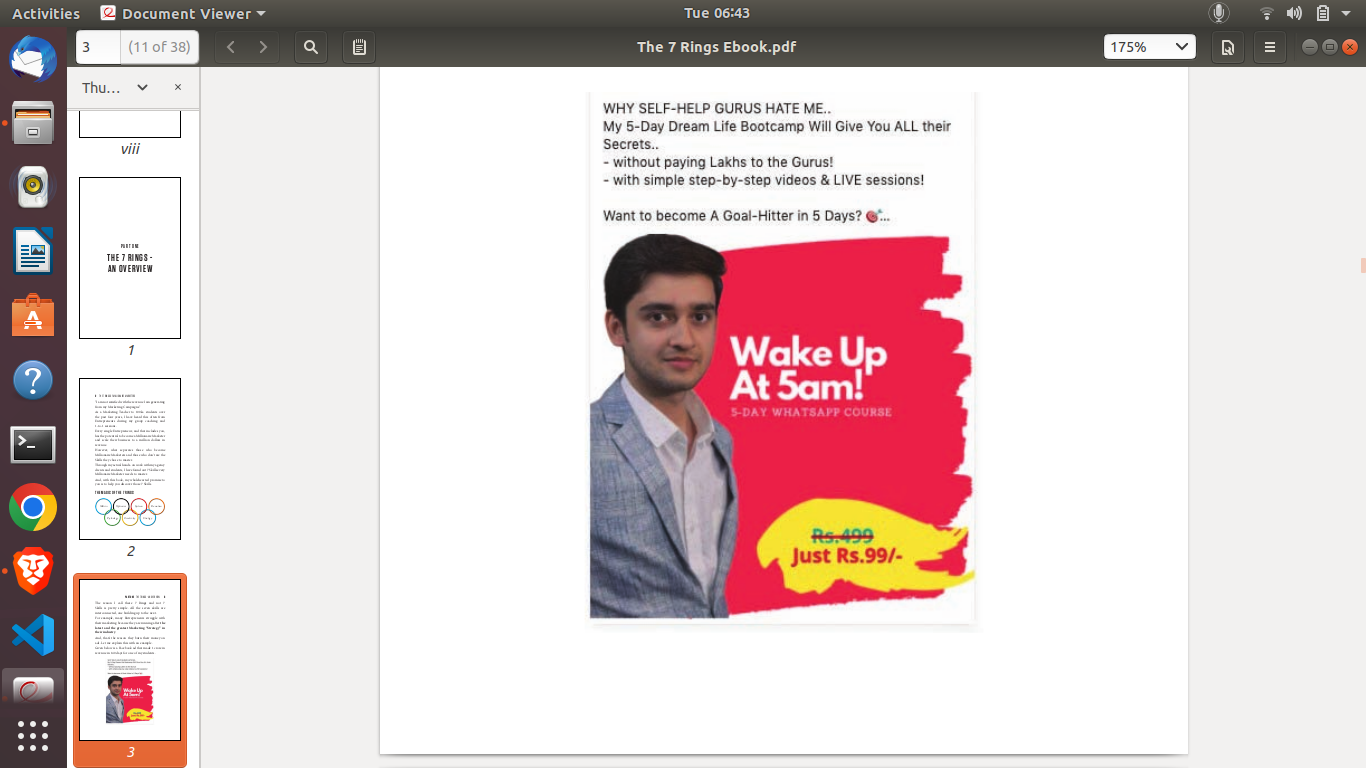 Activities
Document Viewer
Tue 06:43
3
(11 of 38)
The 7 Rings Ebook.pdf
175%
Thu...
viii
PART ONE
THE 7 RINGS -
AN OVERVIEW
1
2
Wake Up
At 5am!
3
WHY SELF-HELP GURUS HATE ME..
My 5-Day Dream Life Bootcamp Will Give You ALL their
Secrets..
- without paying Lakhs to the Gurus!
- with simple step-by-step videos & LIVE sessions!
Want to become A Goal-Hitter in 5 Days? 🎯...
Wake Up
At 5am!
5-DAY WHATSAPP COURSE
Rs.499
Just Rs.99/-